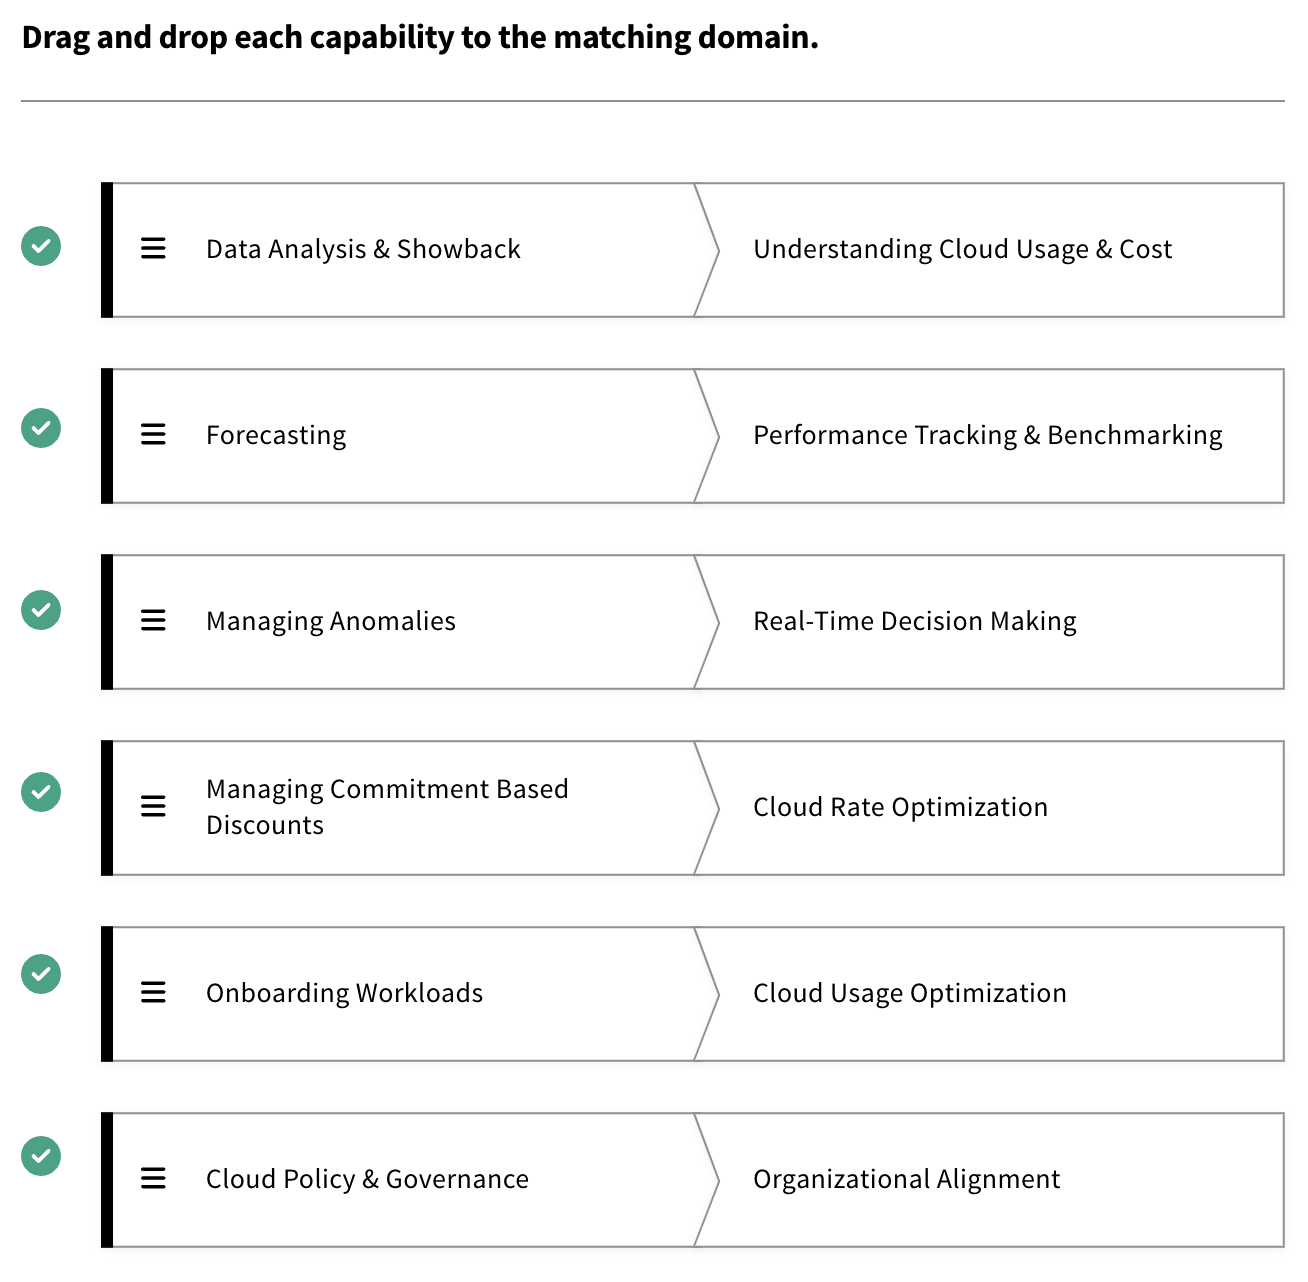 Drag and drop each capability to the matching domain.
Data Analysis & Showback
Understanding Cloud Usage & Cost
Forecasting
Performance Tracking & Benchmarking
Managing Anomalies
Real-Time Decision Making
Managing Commitment Based
Discounts
Cloud Rate Optimization
Onboarding Workloads
Cloud Usage Optimization
Cloud Policy & Governance
Organizational Alignment